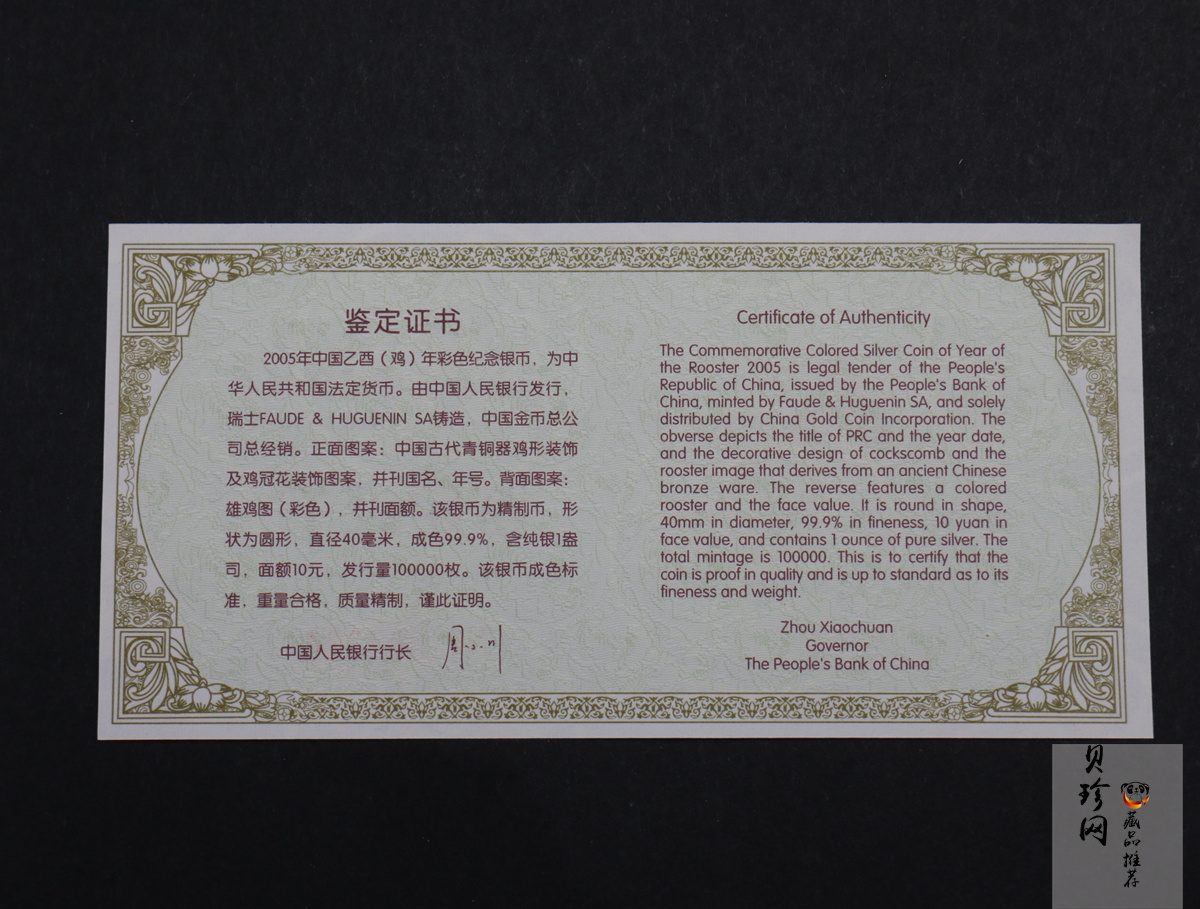 鉴定证书
2005年中国乙酉（鸡）年彩色纪念银币，为中
华人民共和国法定货币。由中国人民银行发行，
瑞士FAUDE & HUGUENIN SA铸造，中国金币总公
司总经销。正面图案：中国古代青铜器鸡形装饰
及鸡冠花装饰图案，并刊国名、年号。背面图案：
雄鸡图（彩色），并刊面额。该银币为精制币，形
状为圆形，直径40毫米，成色99.9%，含纯银1盎
司，面额10元，发行量100000枚。该银币成色标
准，重量合格，质量精制，谨此证明。
中国人民银行行长
Certificate of Authenticity
The Commemorative Colored Silver Coin of Year of
the Rooster 2005 is legal tender of the People's
Republic of China, issued by the People's Bank of
China, minted by Faude & Huguenin SA, and solely
distributed by China Gold Coin Incorporation. The
obverse depicts the title of PRC and the year date,
and the decorative design of cockscomb and the
rooster image that derives from an ancient Chinese
bronze ware. The reverse features a colored
rooster and the face value. It is round in shape,
40mm in diameter, 99.9% in fineness, 10 yuan in
face value, and contains 1 ounce of pure silver. The
total mintage is 100000. This is to certify that the
coin is proof in quality and is up to standard as to its
fineness and weight.
Zhou Xiaochuan
Governor
The People's Bank of China
贝珍网
藏品推荐